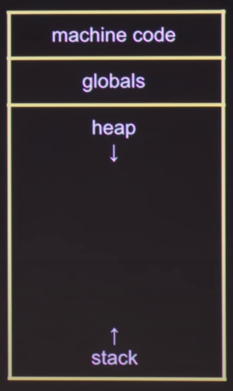 machine code
globals
heap
↓
↑
stack